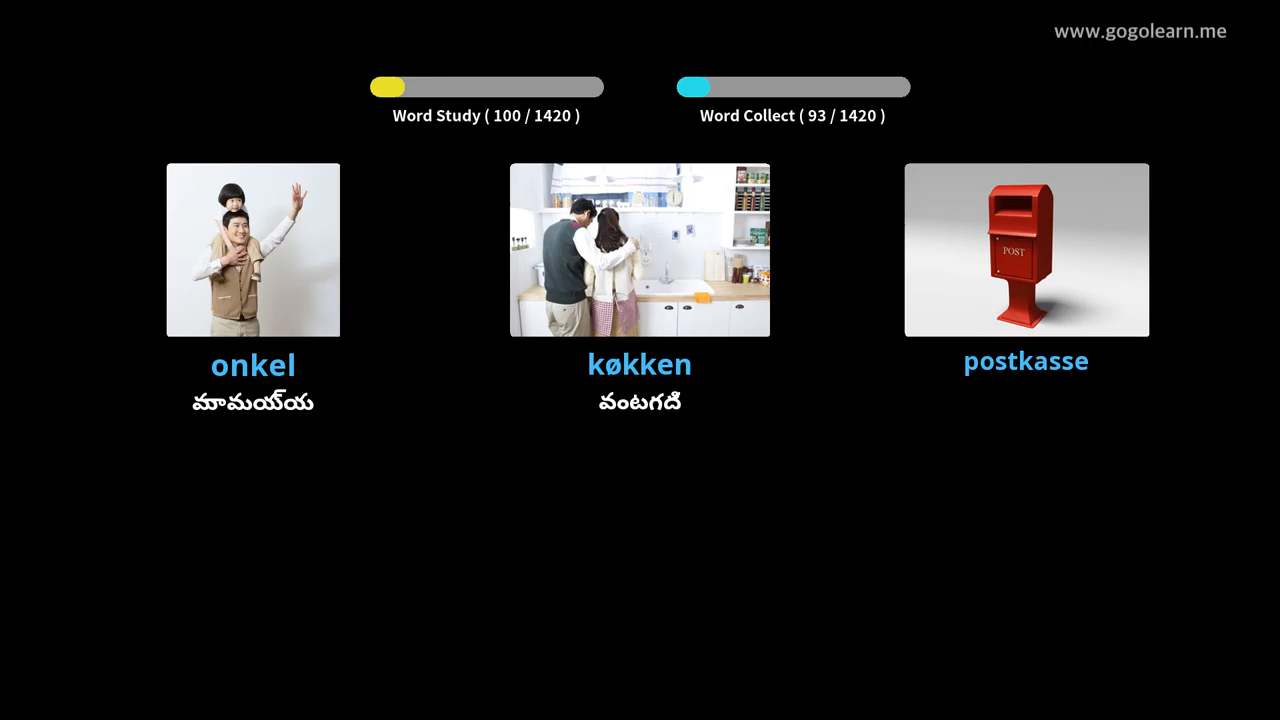 www.gogolearn.me
Word Study ( 100 / 1420 )
Word Collect ( 93 / 1420 )
POST
onkel
køkken
postkasse
మామయ్య
వంటగది